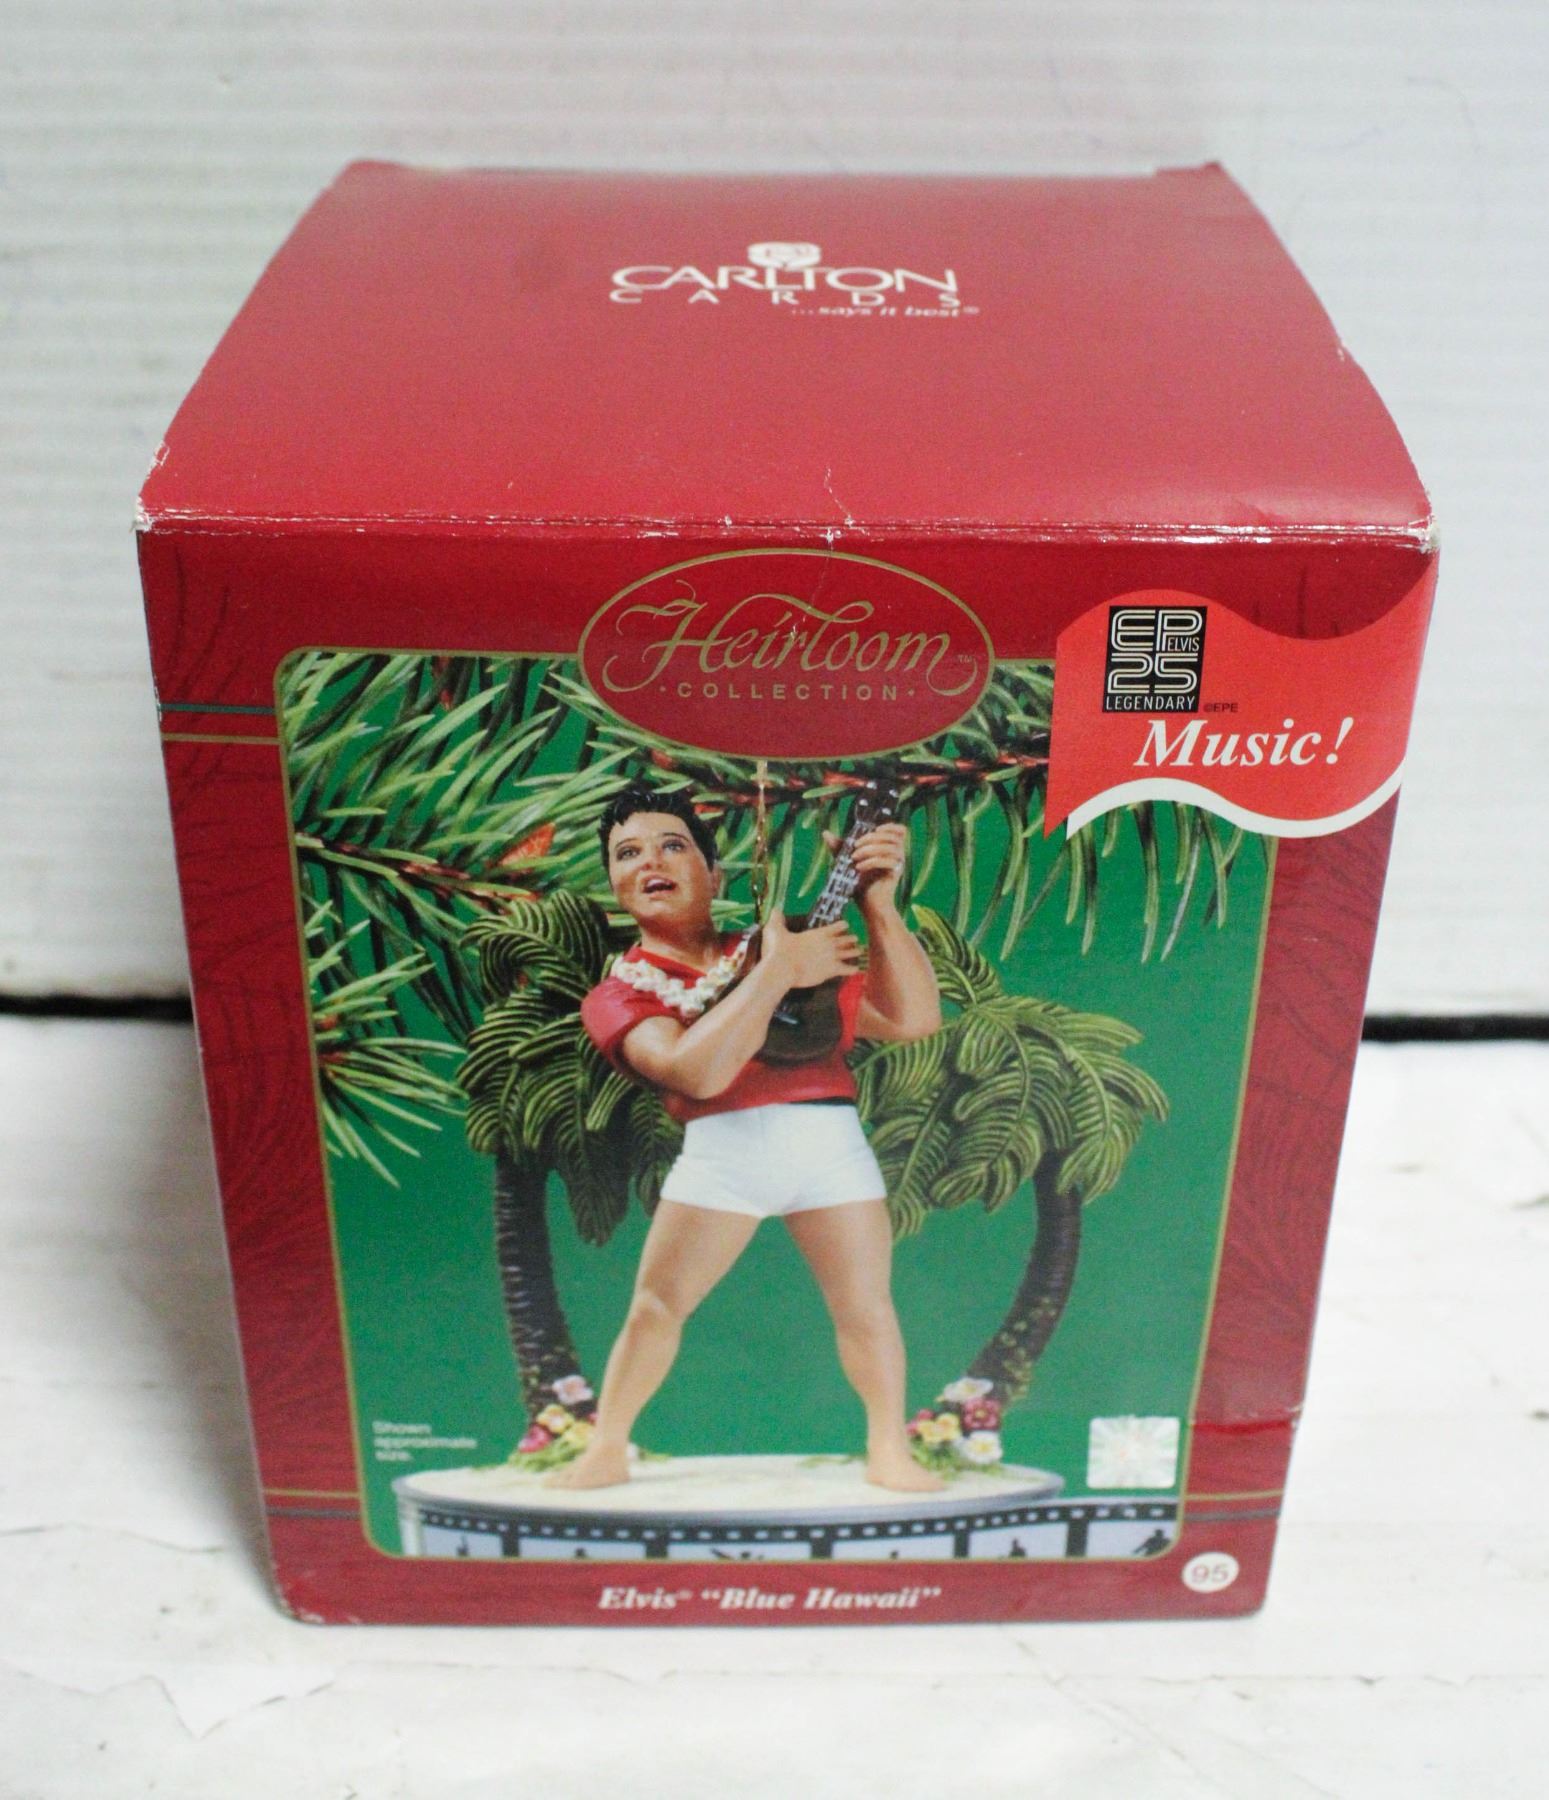 CARLTON
CARDS
...says it best®
Heirloom™
·COLLECTION·
EP
ELVIS
25
LEGENDARY ©EPE
Music!
Shown
approximate
size.
Elvis® “Blue Hawaii”
95